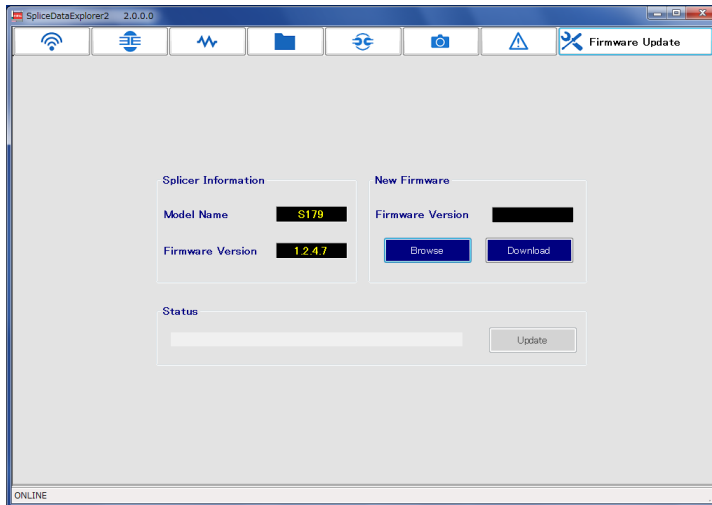 SpliceDataExplorer2 2.0.0.0
Firmware Update
Splicer Information
Model Name S179
Firmware Version 1.2.4.7
New Firmware
Firmware Version
Browse Download
Status
Update
ONLINE